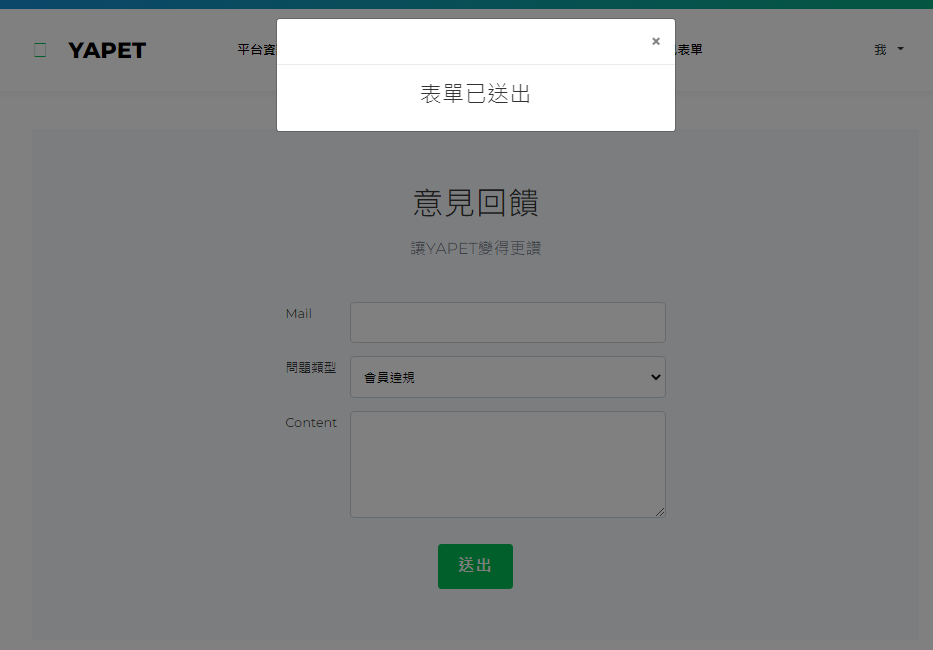 ×
YAPET 平台資 表單 我
表單已送出
意見回饋
讓YAPET變得更讚
Mail
問題類型 會員違規
Content
送出